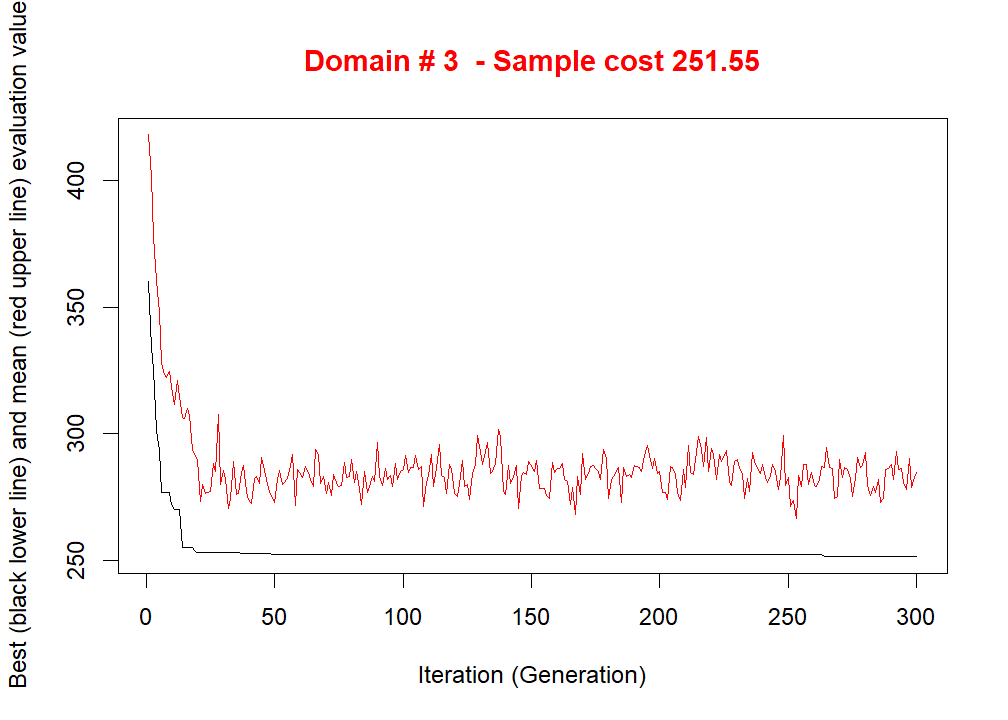 Domain # 3  - Sample cost 251.55
Best (black lower line) and mean (red upper line) evaluation value
400
350
300
250
0 50 100 150 200 250 300
Iteration (Generation)